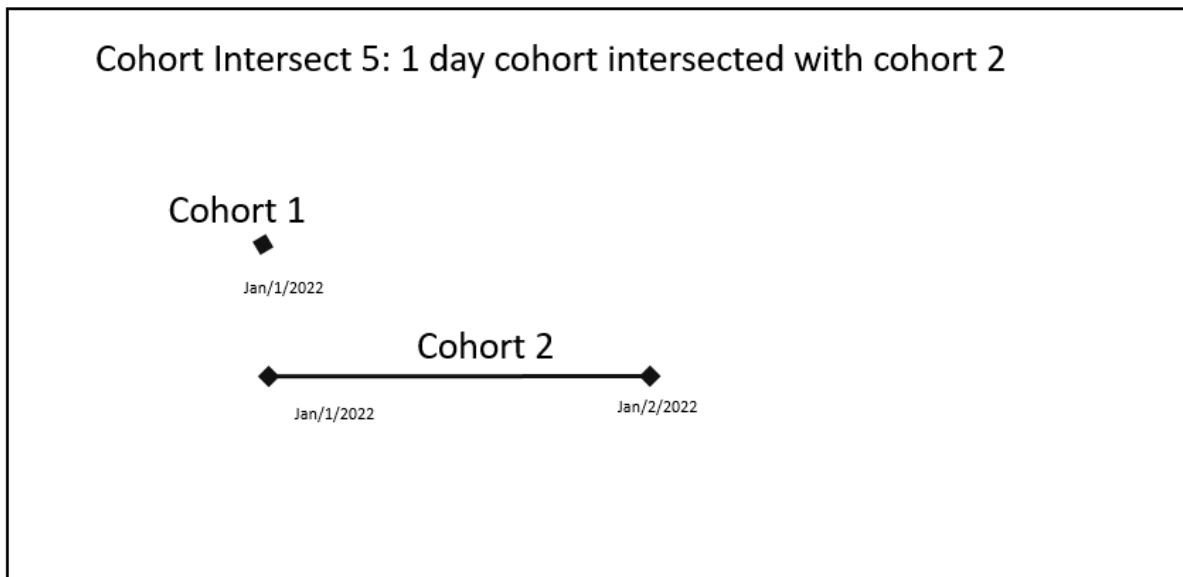 Cohort Intersect 5: 1 day cohort intersected with cohort 2
Cohort 1
Jan/1/2022
Cohort 2
Jan/1/2022
Jan/2/2022